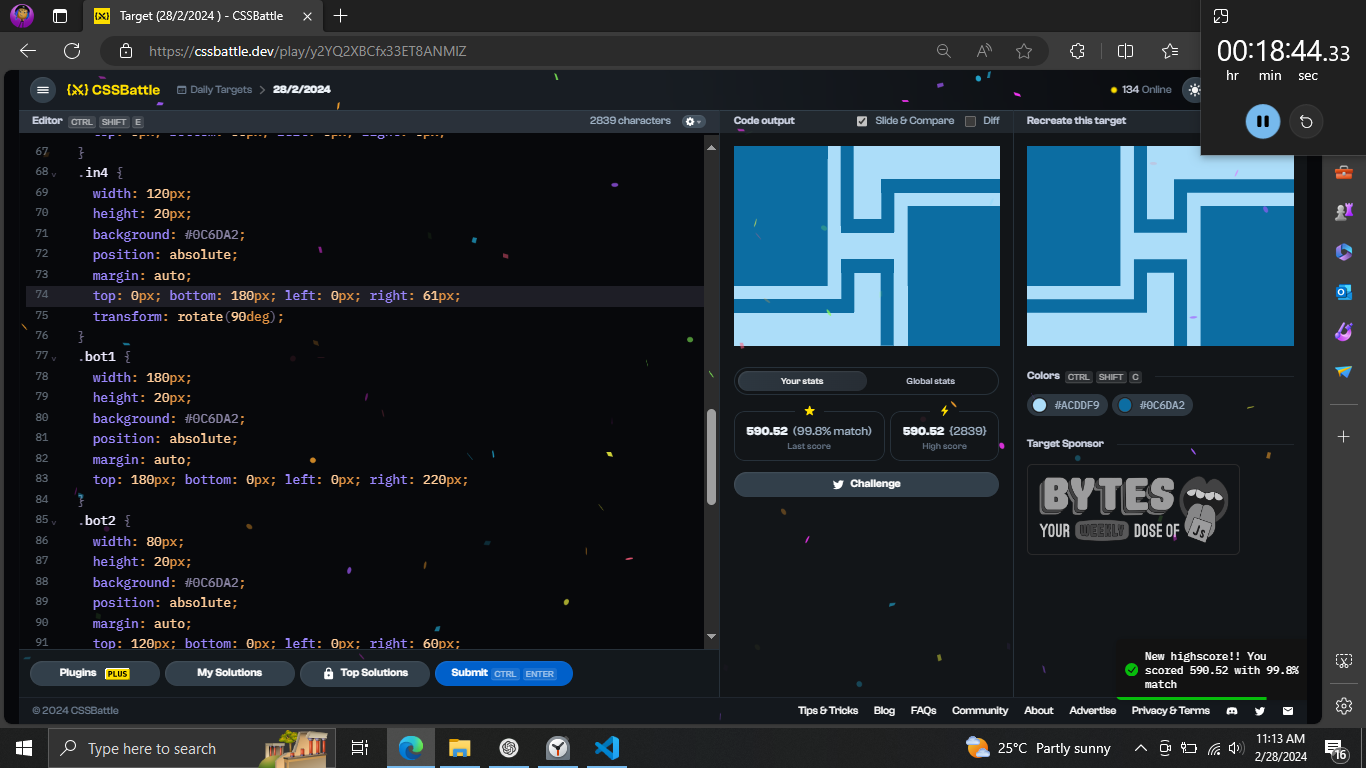 Target (28/2/2024 ) - CSSBattle
https://cssbattle.dev/play/y2YQ2XBCfx33ET8ANMIZ
00:18:44.33
hr min sec
{X} CSSBattle
Daily Targets > 28/2/2024
134 Online
Editor CTRL SHIFT E
2839 characters
Code output
Slide & Compare
Diff
Recreate this target
67 }
68 .in4 {
69 width: 120px;
70 height: 20px;
71 background: #0C6DA2;
72 position: absolute;
73 margin: auto;
74 top: 0px; bottom: 180px; left: 0px; right: 61px;
75 transform: rotate(90deg);
76 }
77 .bot1 {
78 width: 180px;
79 height: 20px;
80 background: #0C6DA2;
81 position: absolute;
82 margin: auto;
83 top: 180px; bottom: 0px; left: 0px; right: 220px;
84 }
85 .bot2 {
86 width: 80px;
87 height: 20px;
88 background: #0C6DA2;
89 position: absolute;
90 margin: auto;
91 top: 120px; bottom: 0px; left: 0px; right: 60px;
Your stats
Global stats
590.52 (99.8% match)
Last score
590.52 {2839}
High score
Challenge
Colors CTRL SHIFT C
#ACDDF9
#0C6DA2
Target Sponsor
BYTES
YOUR WEEKLY DOSE OF JS
New highscore!! You
scored 590.52 with 99.8%
match
Plugins PLUS
My Solutions
Top Solutions
Submit CTRL ENTER
© 2024 CSSBattle
Tips & Tricks Blog FAQs Community About Advertise Privacy & Terms
Type here to search
25°C Partly sunny
11:13 AM
2/28/2024
16